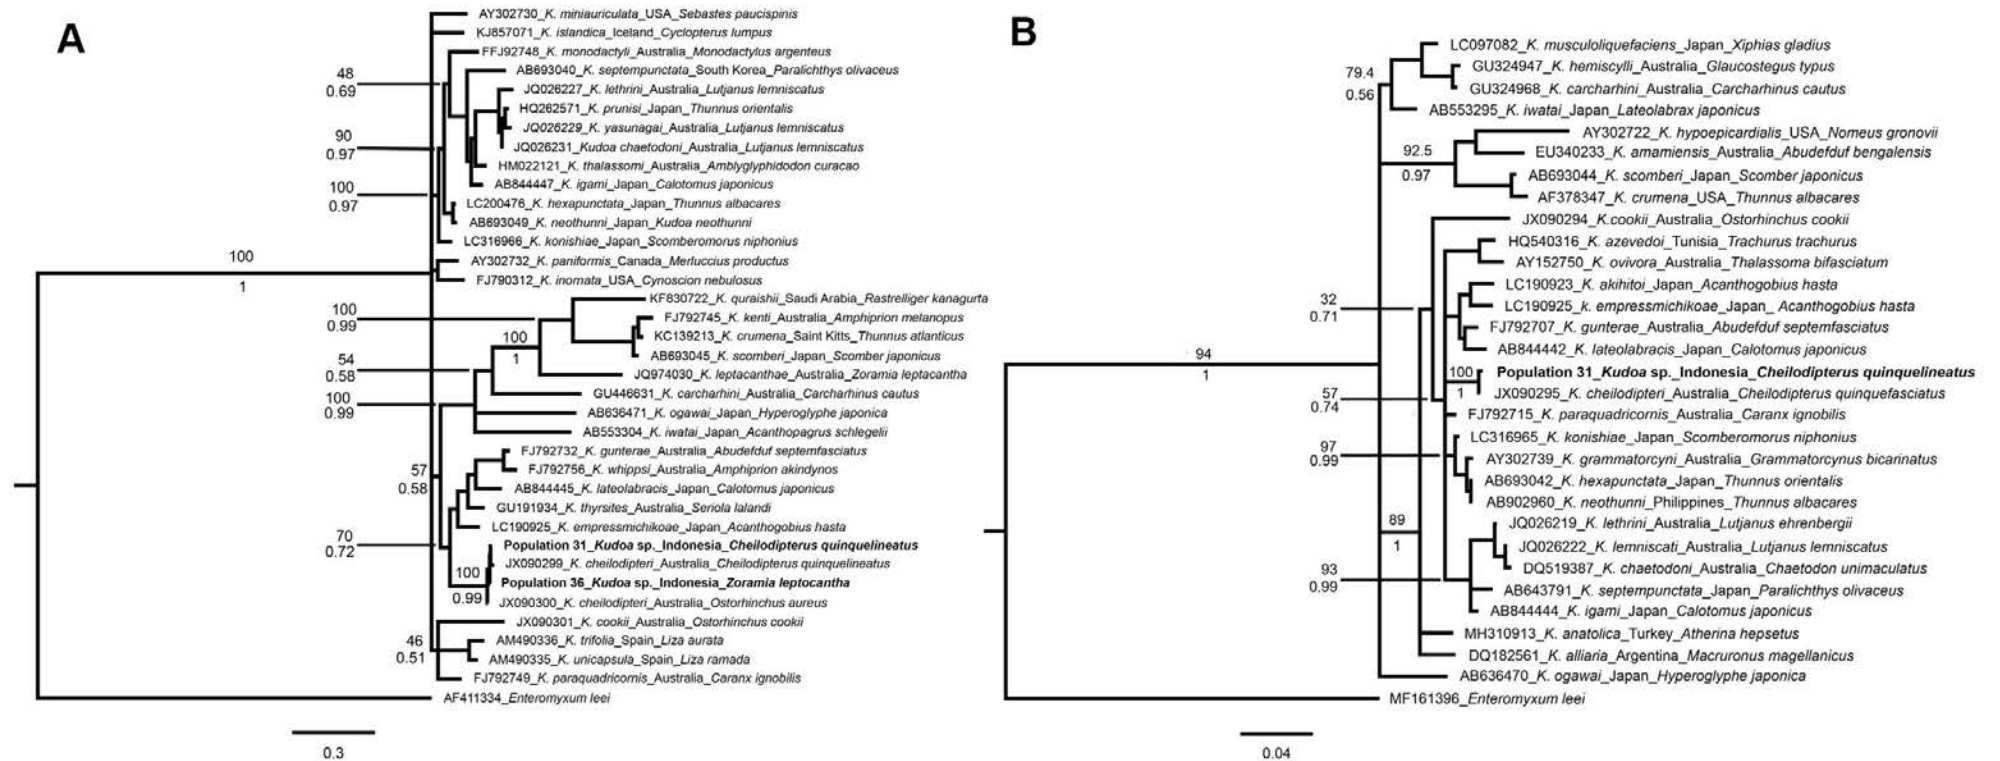 A
AY302730_K. miniauriculata_USA_Sebastes paucispinis
KJ857071_K. islandica_Iceland_Cyclopterus lumpus
FFJ92748_K. monodactyli_Australia_Monodactylus argenteus
48
AB693040_K. septempunctata_South Korea_Paralichthys olivaceus
0.69
JQ026227_K. lethrini_Australia_Lutjanus lemniscatus
HQ262571_K. prunisi_Japan_Thunnus orientalis
JQ026229_K. yasunagai_Australia_Lutjanus lemniscatus
90
JQ026231_Kudoa chaetodoni_Australia_Lutjanus lemniscatus
0.97
HM022121_K. thalassomi_Australia_Amblyglyphidodon curacao
100
AB844447_K. igami_Japan_Calotomus japonicus
0.97
LC200476_K. hexapunctata_Japan_Thunnus albacares
AB693049_K. neothunni_Japan_Kudoa neothunni
LC316966_K. konishiae_Japan_Scomberomorus niphonius
100
1
AY302732_K. paniformis_Canada_Merluccius productus
FJ790312_K. inornata_USA_Cynoscion nebulosus
KF830722_K. quraishii_Saudi Arabia_Rastrelliger kanagurta
100
0.99
FJ792745_K. kenti_Australia_Amphiprion melanopus
KC139213_K. crumena_Saint Kitts_Thunnus atlanticus
100
1
AB693045_K. scomberi_Japan_Scomber japonicus
54
0.58
JQ974030_K. leptacanthae_Australia_Zoramia leptacantha
GU446631_K. carcharhini_Australia_Carcharhinus cautus
100
0.99
AB636471_K. ogawai_Japan_Hyperoglyphe japonica
AB553304_K. iwatai_Japan_Acanthopagrus schlegelii
FJ792732_K. gunterae_Australia_Abudefduf septemfasciatus
57
0.58
FJ792756_K. whippsi_Australia_Amphiprion akindynos
AB844445_K. lateolabracis_Japan_Calotomus japonicus
GU191934_K. thyrsites_Australia_Seriola lalandi
LC190925_K. empressmichikoae_Japan_Acanthogobius hasta
70
0.72
Population 31_Kudoa sp._Indonesia_Cheilodipterus quinquelineatus
JX090299_K. cheilodipteri_Australia_Cheilodipterus quinquelineatus
100
0.99
Population 36_Kudoa sp._Indonesia_Zoramia leptocantha
JX090300_K. cheilodipteri_Australia_Ostorhinchus aureus
JX090301_K. cookii_Australia_Ostorhinchus cookii
46
0.51
AM490336_K. trifolia_Spain_Liza aurata
AM490335_K. unicapsula_Spain_Liza ramada
FJ792749_K. paraquadricornis_Australia_Caranx ignobilis
AF411334_Enteromyxum leei
0.3
B
LC097082_K. musculoliquefaciens_Japan_Xiphias gladius
79.4
0.56
GU324947_K. hemiscylli_Australia_Glaucostegus typus
GU324968_K. carcharhini_Australia_Carcharhinus cautus
AB553295_K. iwatai_Japan_Lateolabrax japonicus
AY302722_K. hypoepicardialis_USA_Nomeus gronovii
92.5
0.97
EU340233_K. amamiensis_Australia_Abudefduf bengalensis
AB693044_K. scomberi_Japan_Scomber japonicus
AF378347_K. crumena_USA_Thunnus albacares
JX090294_K.cookii_Australia_Ostorhinchus cookii
HQ540316_K. azevedoi_Tunisia_Trachurus trachurus
AY152750_K. ovivora_Australia_Thalassoma bifasciatum
LC190923_K. akihitoi_Japan_Acanthogobius hasta
32
0.71
LC190925_k. empressmichikoae_Japan_ Acanthogobius hasta
FJ792707_K. gunterae_Australia_Abudefduf septemfasciatus
AB844442_K. lateolabracis_Japan_Calotomus japonicus
94
1
100
1
Population 31_Kudoa sp._Indonesia_Cheilodipterus quinquelineatus
JX090295_K. cheilodipteri_Australia_Cheilodipterus quinquefasciatus
57
0.74
FJ792715_K. paraquadricornis_Australia_Caranx ignobilis
LC316965_K. konishiae_Japan_Scomberomorus niphonius
97
0.99
AY302739_K. grammatorcyni_Australia_Grammatorcynus bicarinatus
AB693042_K. hexapunctata_Japan_Thunnus orientalis
AB902960_K. neothunni_Philippines_Thunnus albacares
89
1
JQ026219_K. lethrini_Australia_Lutjanus ehrenbergii
JQ026222_K. lemniscati_Australia_Lutjanus lemniscatus
93
0.99
DQ519387_K. chaetodoni_Australia_Chaetodon unimaculatus
AB643791_K. septempunctata_Japan_Paralichthys olivaceus
AB844444_K. igami_Japan_Calotomus japonicus
MH310913_K. anatolica_Turkey_Atherina hepsetus
DQ182561_K. alliaria_Argentina_Macruronus magellanicus
AB636470_K. ogawai_Japan_Hyperoglyphe japonica
MF161396_Enteromyxum leei
0.04